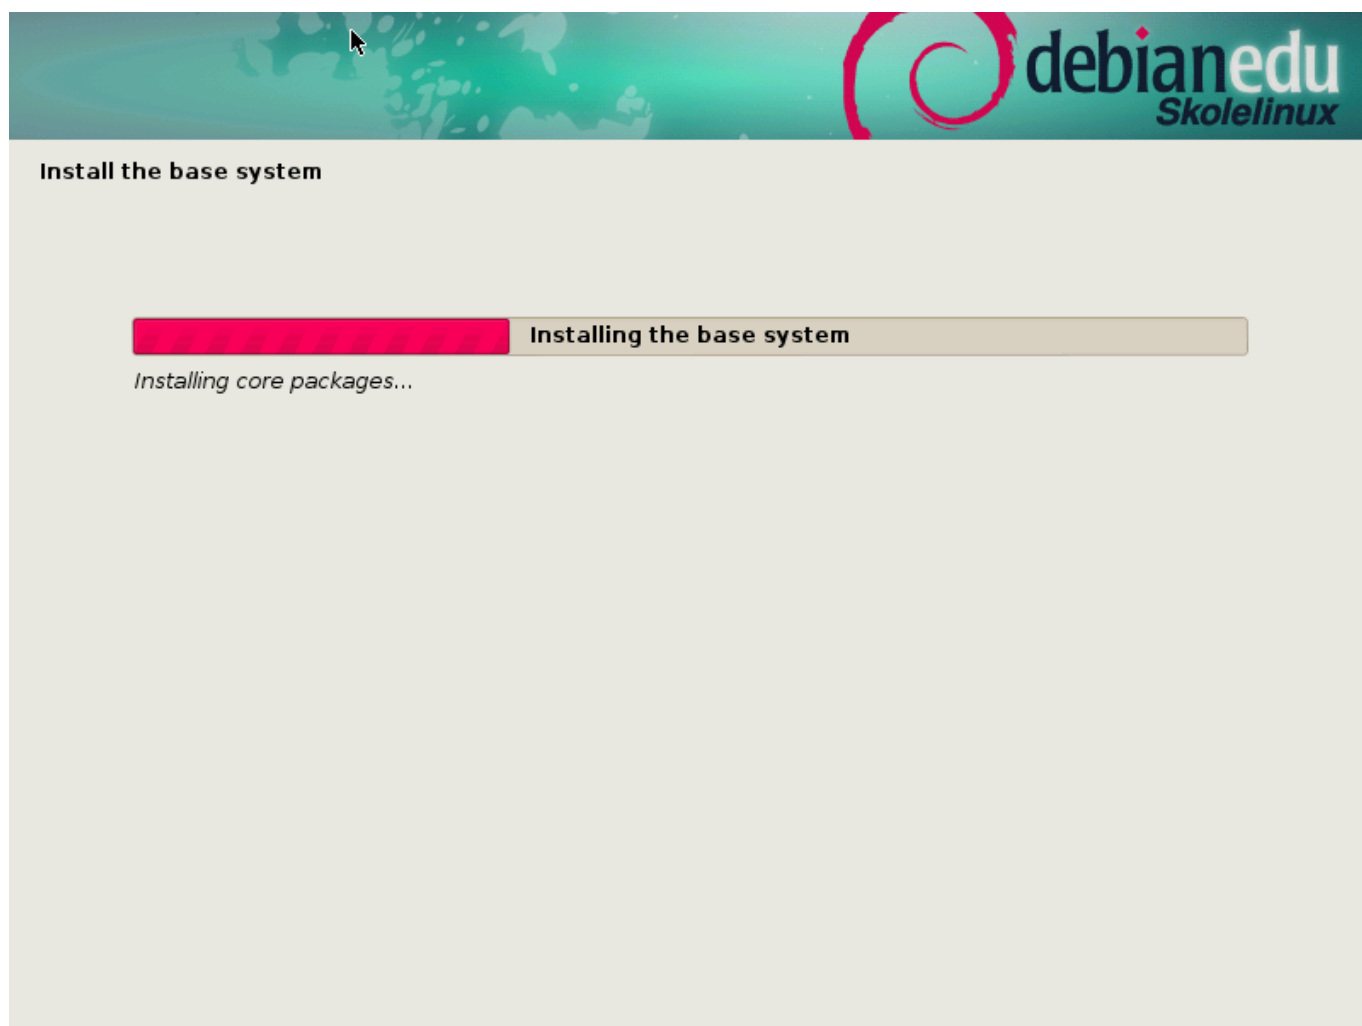 debianedu
Skolelinux
Install the base system
Installing the base system
Installing core packages...